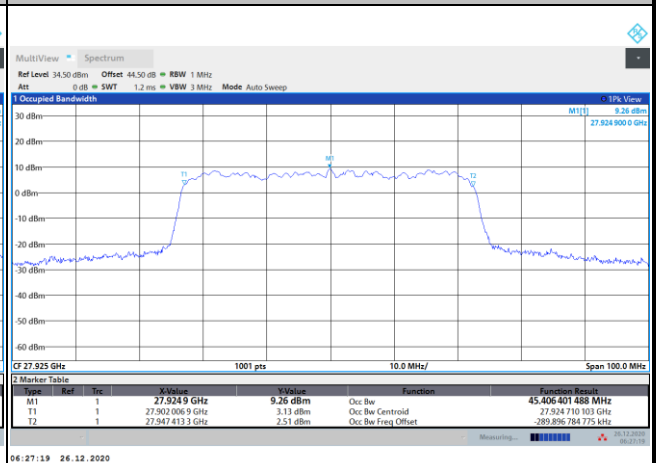 MultiView Spectrum
Ref Level 34.50 dBm Offset 44.50 dB RBW 1 MHz
Att 0 dB SWT 1.2 ms VBW 3 MHz Mode Auto Sweep
1 Occupied Bandwidth 1Pk View
M1[1] 9.26 dBm
27.924 900 0 GHz
30 dBm
20 dBm
M1
10 dBm
T1
T2
0 dBm
-10 dBm
-20 dBm
-30 dBm
-40 dBm
-50 dBm
-60 dBm
CF 27.925 GHz 1001 pts 10.0 MHz/ Span 100.0 MHz
2 Marker Table
Type Ref Trc X-Value Y-Value Function Function Result
M1 1 27.924 9 GHz 9.26 dBm Occ Bw 45.406 401 488 MHz
T1 1 27.902 006 9 GHz 3.13 dBm Occ Bw Centroid 27.924 710 103 GHz
T2 1 27.947 413 3 GHz 2.51 dBm Occ Bw Freq Offset -289.896 784 775 kHz
Measuring... 26.12.2020
06:27:19
06:27:19 26.12.2020